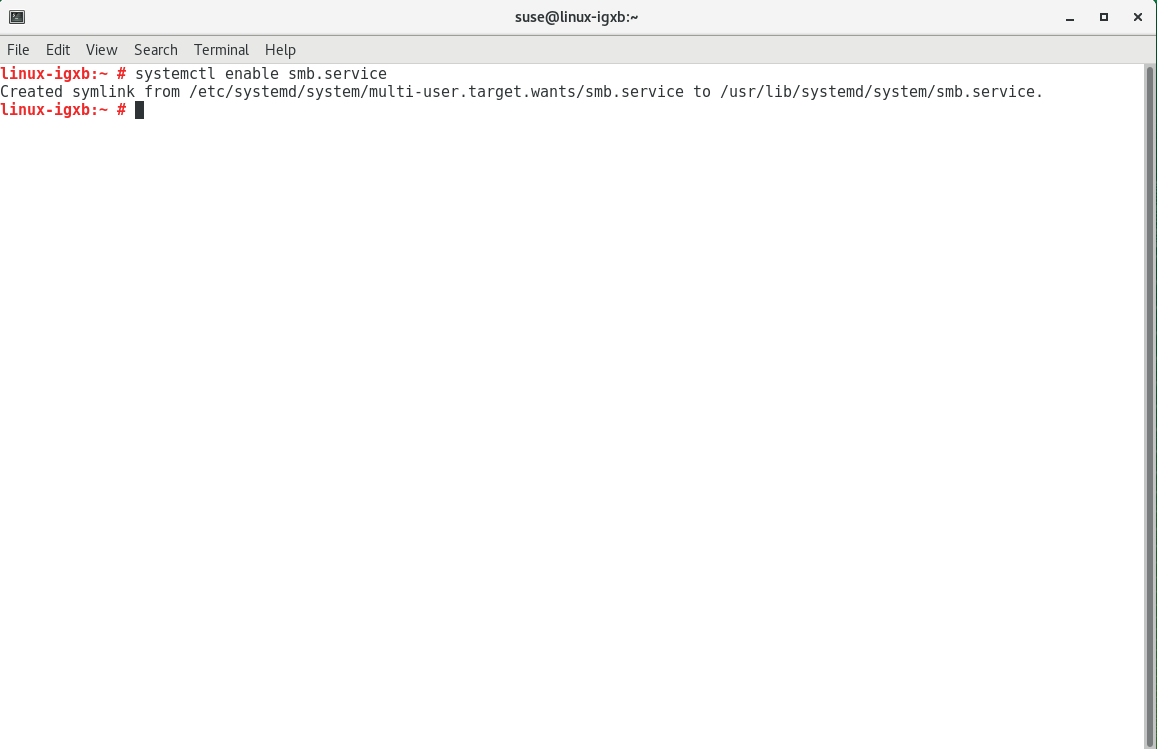 suse@linux-igxb:~
File Edit View Search Terminal Help
linux-igxb:~ # systemctl enable smb.service
Created symlink from /etc/systemd/system/multi-user.target.wants/smb.service to /usr/lib/systemd/system/smb.service.
linux-igxb:~ #